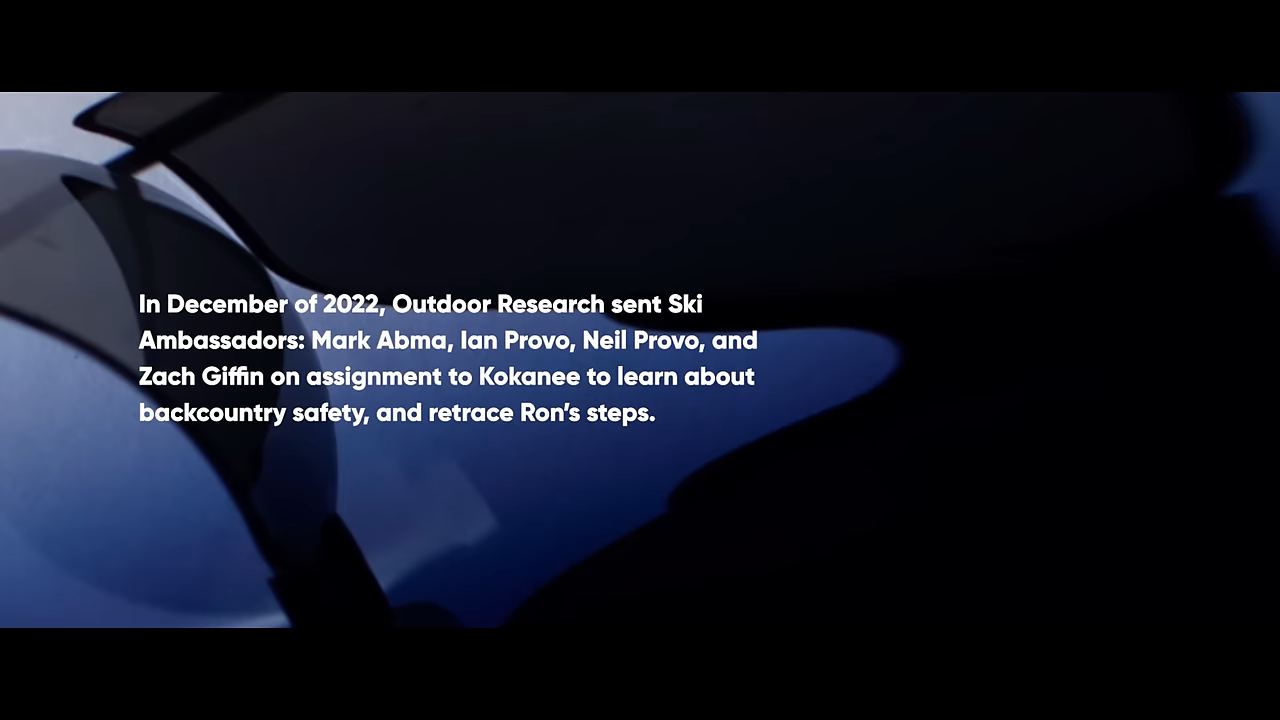 In December of 2022, Outdoor Research sent Ski
Ambassadors: Mark Abma, Ian Provo, Neil Provo, and
Zach Giffin on assignment to Kokanee to learn about
backcountry safety, and retrace Ron's steps.